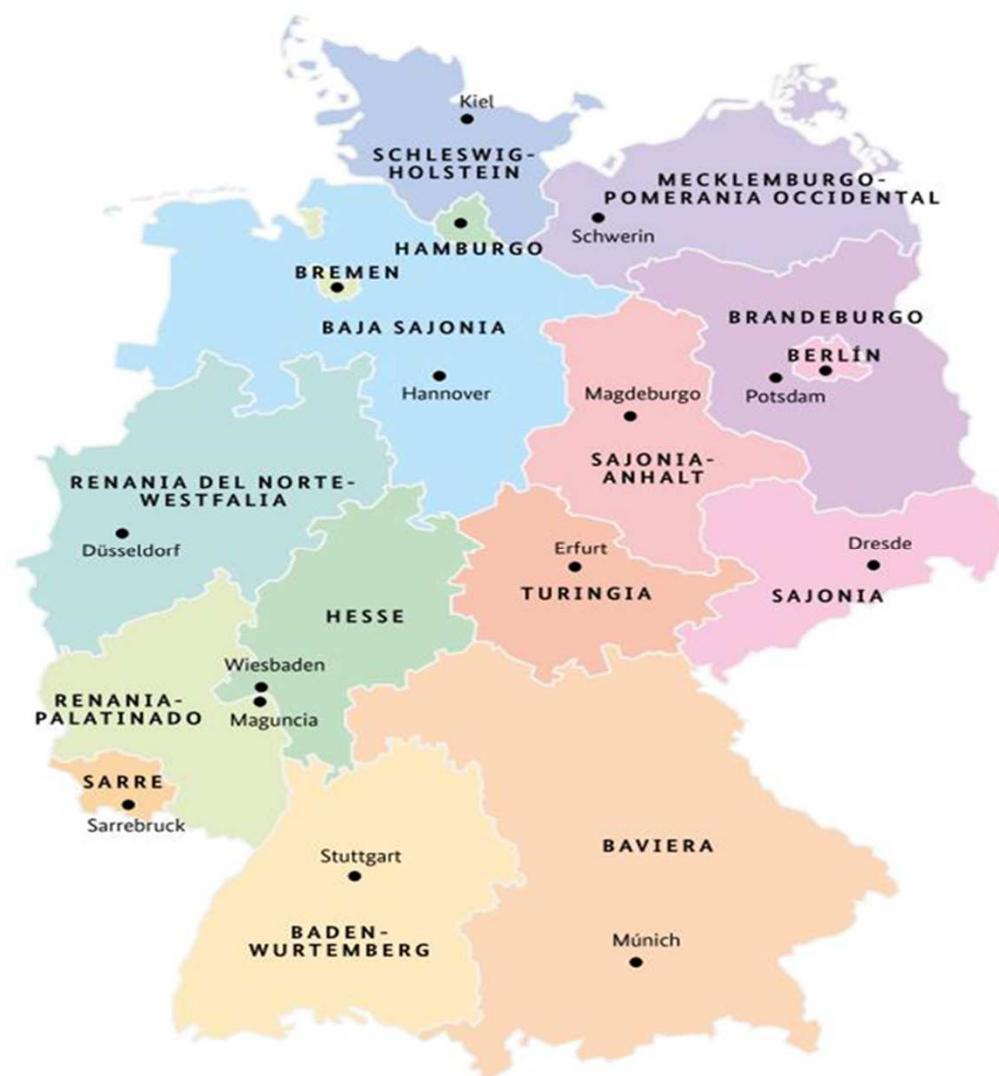 Kiel
SCHLESWIG-
HOLSTEIN
MECKLEMBURGO-
POMERANIA OCCIDENTAL
Schwerin
HAMBURGO
BREMEN
BAJA SAJONIA
Hannover
BRANDEBURGO
BERLÍN
Potsdam
Magdeburgo
SAJONIA-
ANHALT
RENANIA DEL NORTE-
WESTFALIA
Düsseldorf
Erfurt
TURINGIA
Dresde
SAJONIA
HESSE
Wiesbaden
Maguncia
RENANIA-
PALATINADO
SARRE
Sarrebruck
Stuttgart
BADEN-
WURTEMBERG
BAVIERA
Múnich